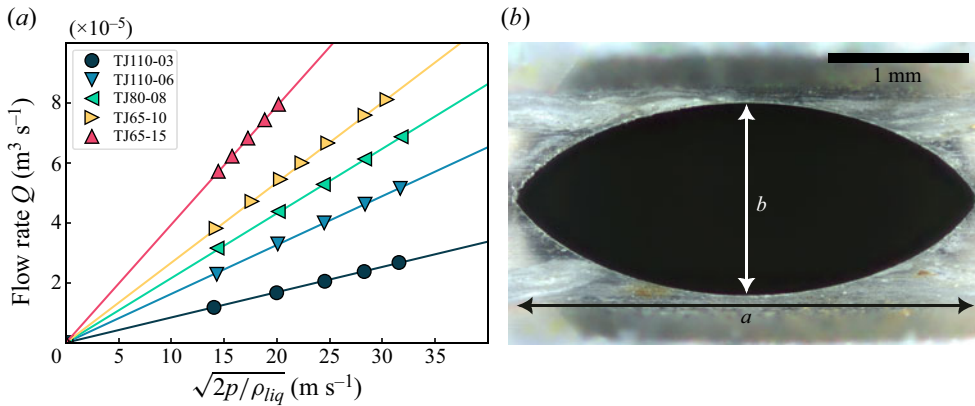 (a)
(×10⁻⁵)
TJ110-03
TJ110-06
TJ80-08
TJ65-10
TJ65-15
Flow rate Q (m³ s⁻¹)
8
6
4
2
0
5
10
15
20
25
30
35
√2p/ρliq (m s⁻¹)
(b)
1 mm
b
a